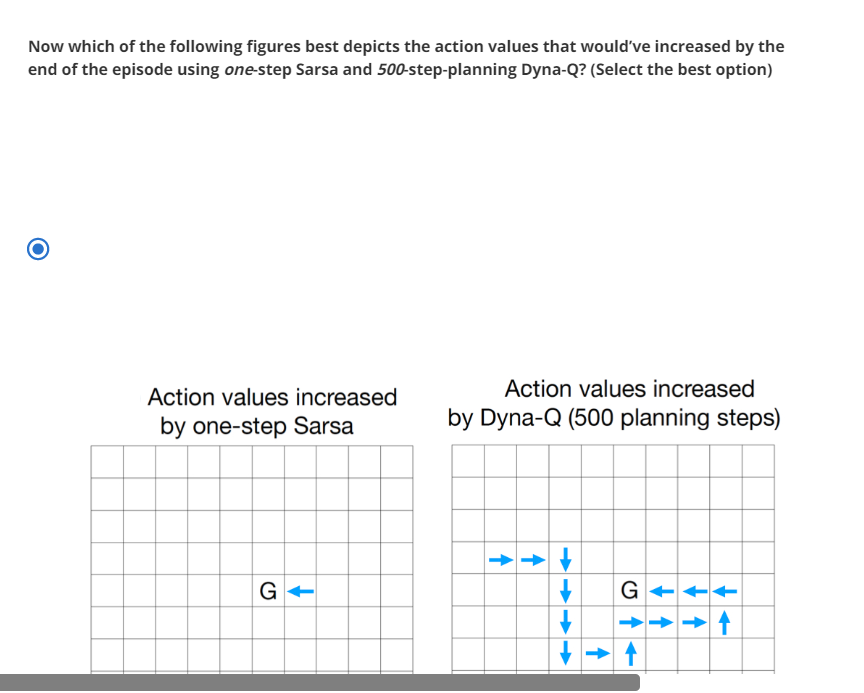 Now which of the following figures best depicts the action values that would’ve increased by the
end of the episode using one-step Sarsa and 500-step-planning Dyna-Q? (Select the best option)
Action values increased
by one-step Sarsa
Action values increased
by Dyna-Q (500 planning steps)
G
G